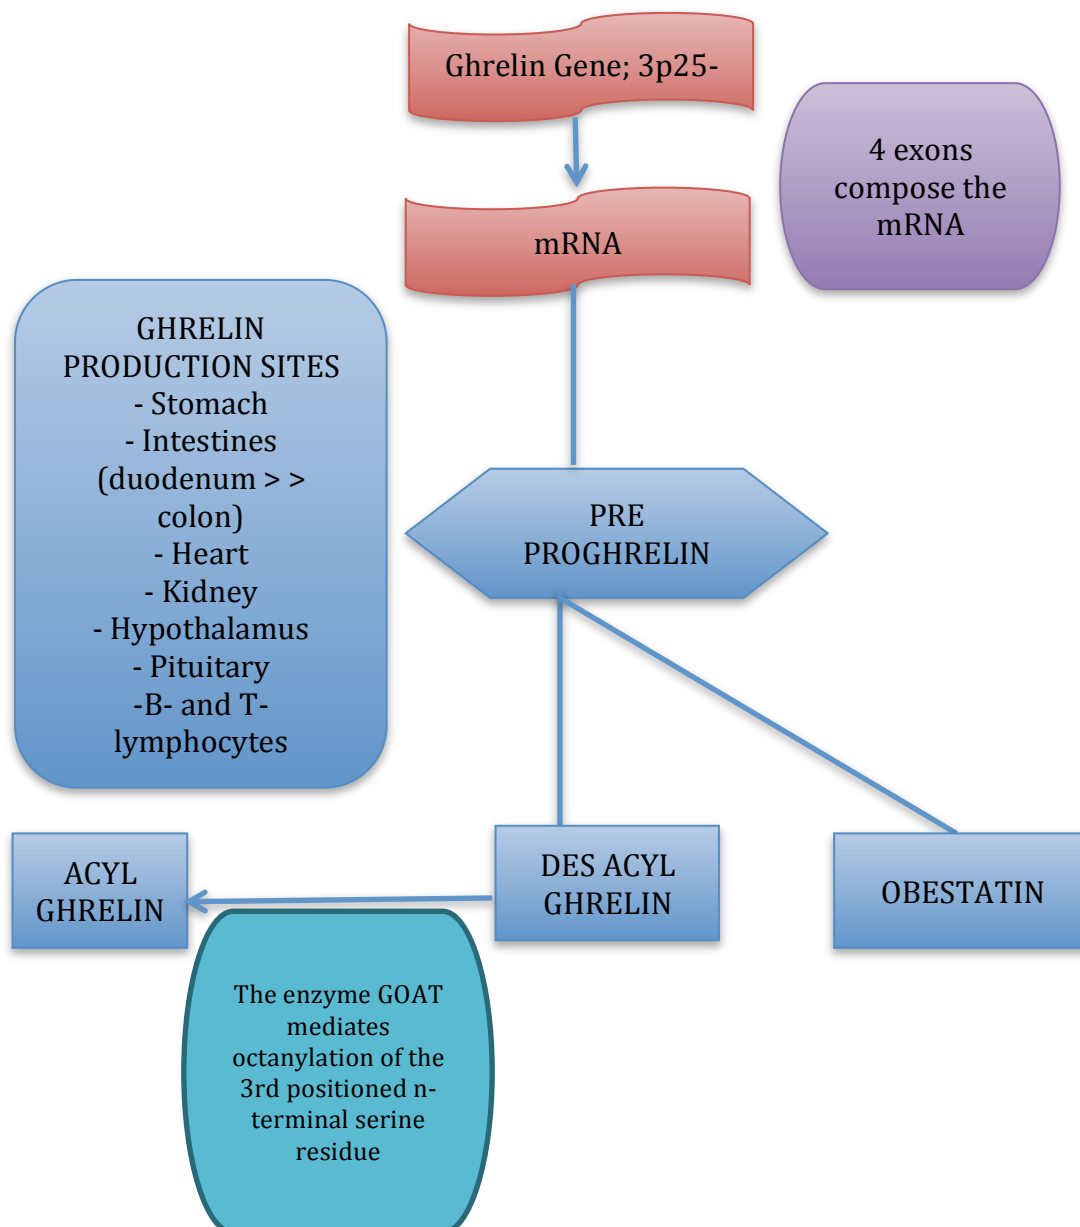 Ghrelin Gene; 3p25-
4 exons
compose the
mRNA
mRNA
GHRELIN
PRODUCTION SITES
- Stomach
- Intestines
(duodenum > >
colon)
- Heart
- Kidney
- Hypothalamus
- Pituitary
-B- and T-
lymphocytes
PRE
PROGHRELIN
ACYL
GHRELIN
DES ACYL
GHRELIN
OBESTATIN
The enzyme GOAT
mediates
octanylation of the
3rd positioned n-
terminal serine
residue